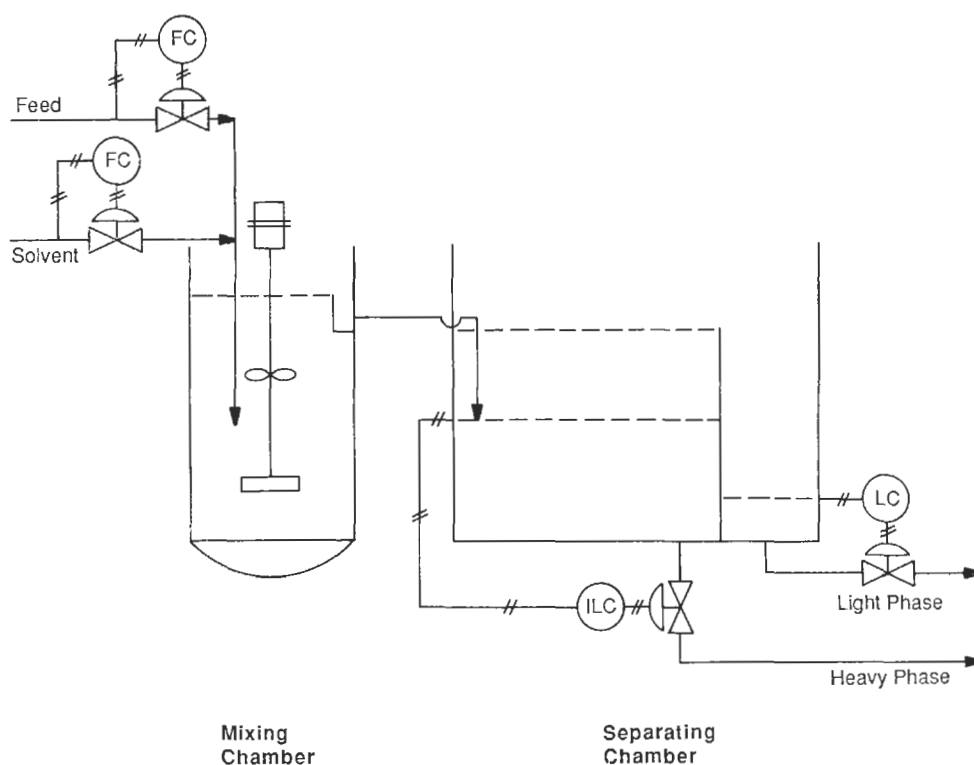 FC
Feed
FC
Solvent
LC
Light Phase
ILC
Heavy Phase
Mixing
Chamber
Separating
Chamber